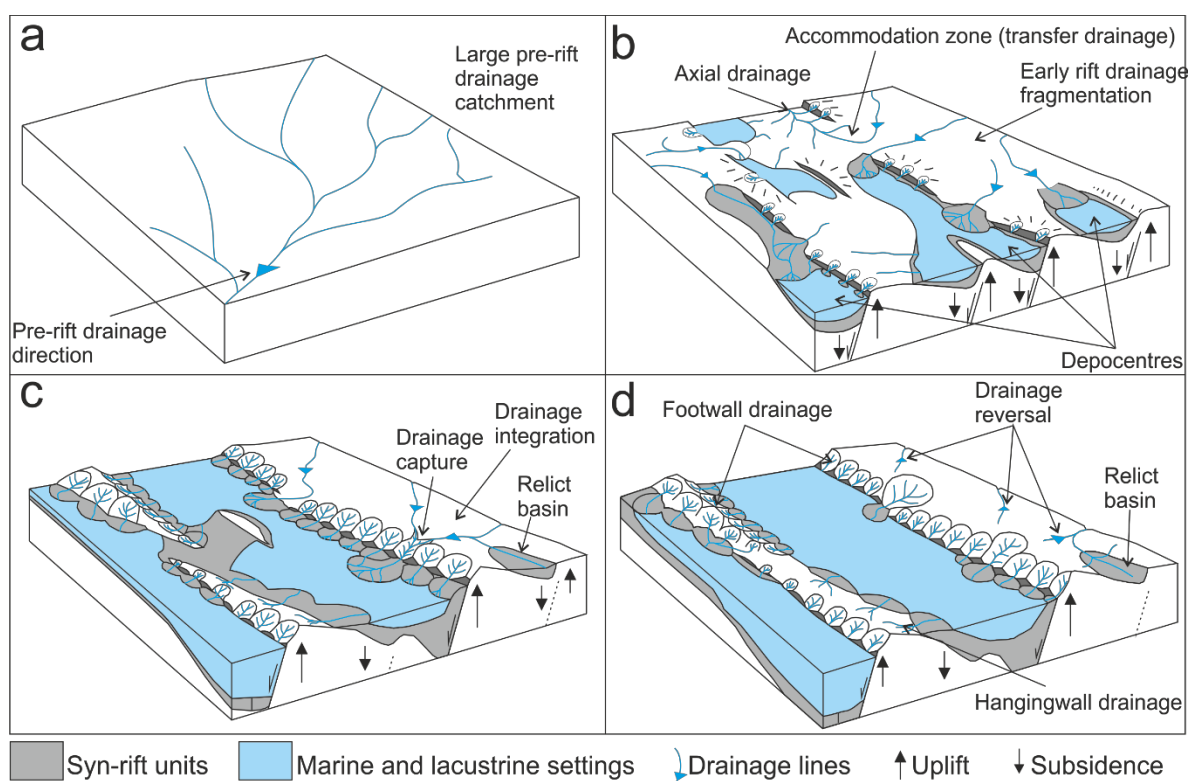 a
Large pre-rift
drainage
catchment
Pre-rift drainage
direction
b
Accommodation zone (transfer drainage)
Axial drainage
Early rift drainage
fragmentation
Depocentres
c
Drainage
integration
Drainage
capture
Relict
basin
d
Footwall drainage
Drainage
reversal
Relict
basin
Hangingwall drainage
Syn-rift units
Marine and lacustrine settings
Drainage lines
Uplift
Subsidence